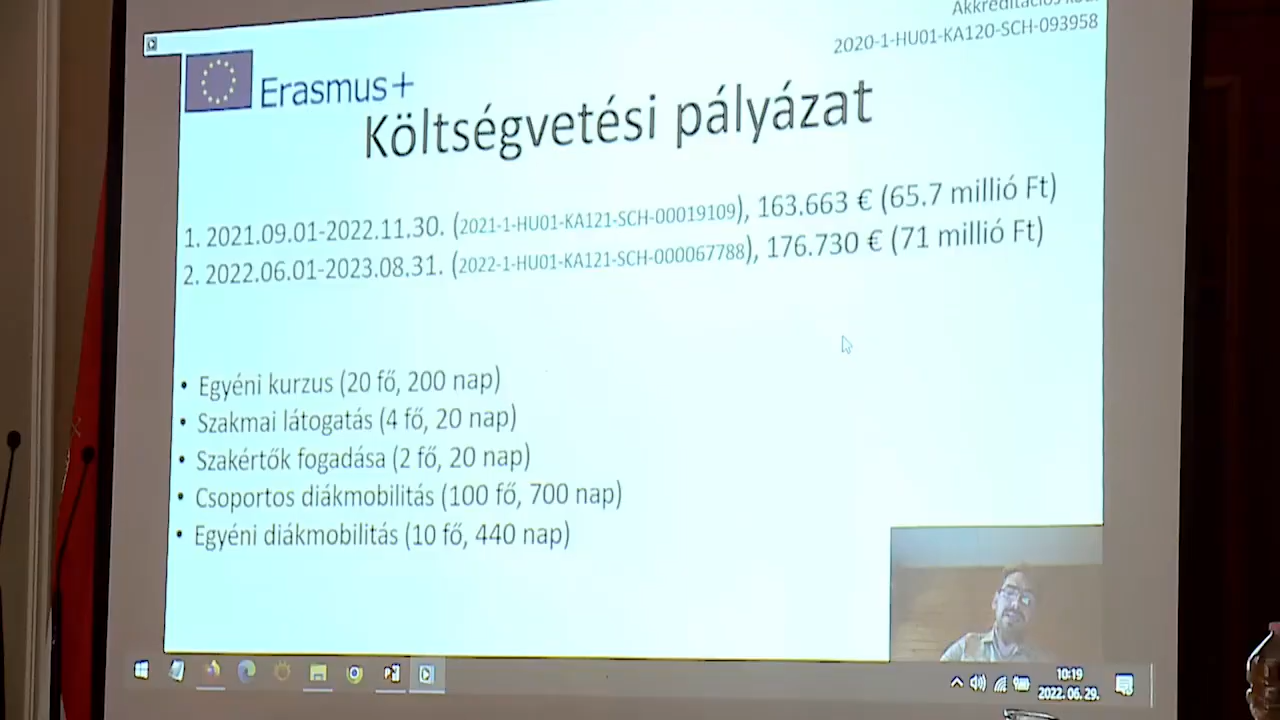 2020-1-HU01-KA120-SCH-093958
Erasmus+
Költségvetési pályázat
1. 2021.09.01-2022.11.30. (2021-1-HU01-KA121-SCH-00019109), 163.663 € (65.7 millió Ft)
2. 2022.06.01-2023.08.31. (2022-1-HU01-KA121-SCH-000067788), 176.730 € (71 millió Ft)
• Egyéni kurzus (20 fő, 200 nap)
• Szakmai látogatás (4 fő, 20 nap)
• Szakértők fogadása (2 fő, 20 nap)
• Csoportos diákmobilitás (100 fő, 700 nap)
• Egyéni diákmobilitás (10 fő, 440 nap)
10:19
2022. 06. 29.